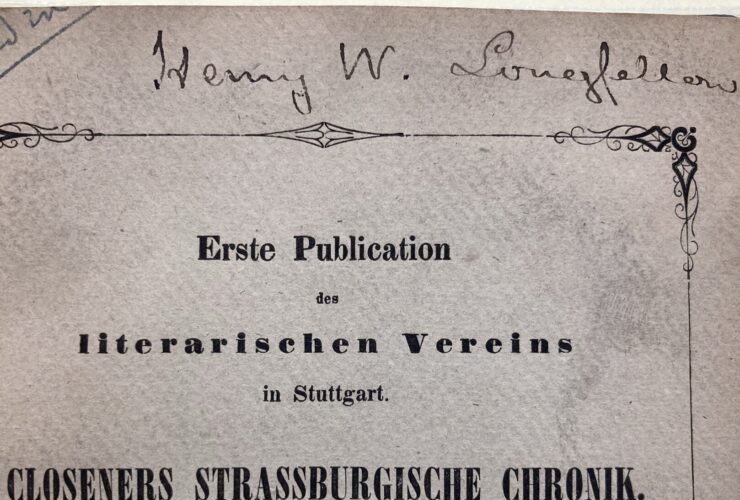 Henry W. Longfellow
Erste Publication
des
literarischen Vereins
in Stuttgart.
CLOSENERS STRASSBURGISCHE CHRONIK.